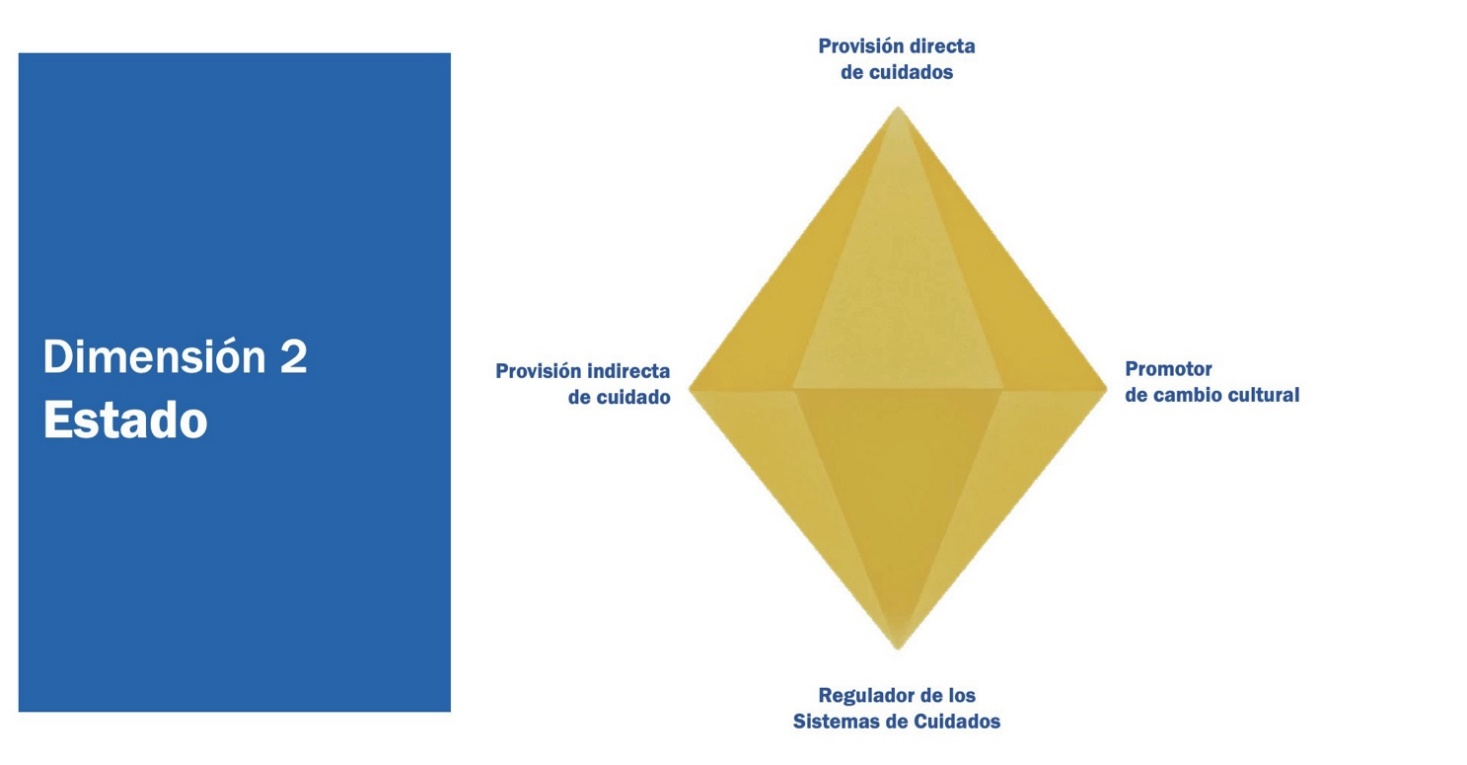 Dimensión 2
Estado
Provisión directa
de cuidados
Provisión indirecta
de cuidado
Promotor
de cambio cultural
Regulador de los
Sistemas de Cuidados